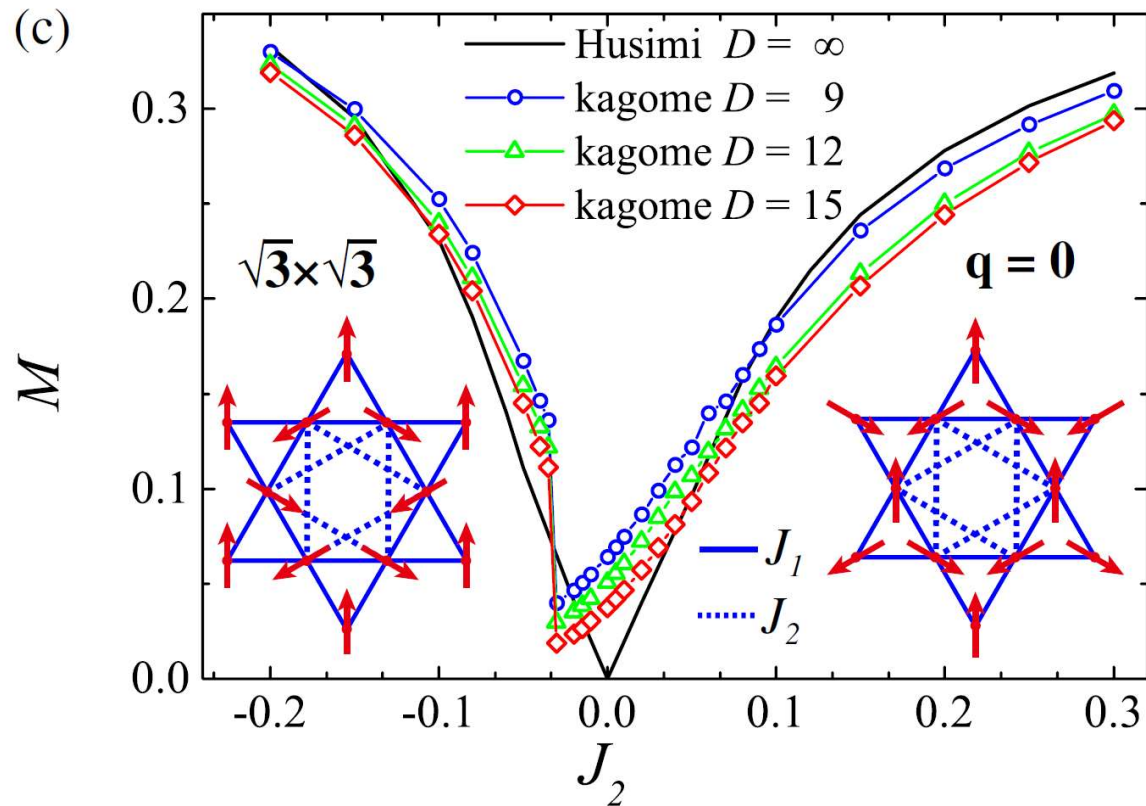 (c)
Husimi D = ∞
kagome D = 9
kagome D = 12
kagome D = 15
√3×√3
q = 0
J1
J2
M
0.3
0.2
0.1
0.0
-0.2 -0.1 0.0 0.1 0.2 0.3
J2